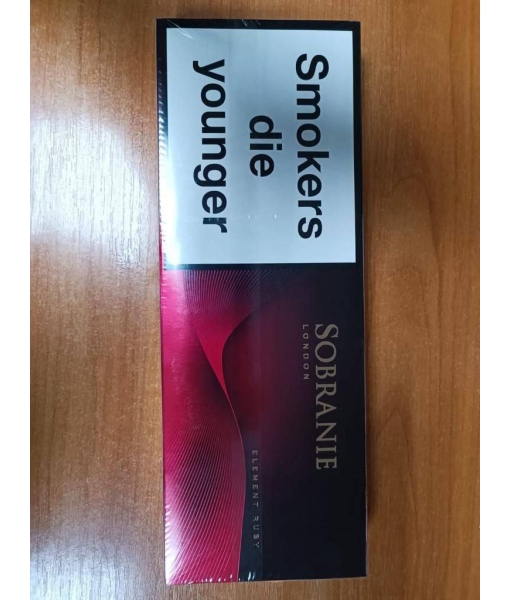 Smokers
die
younger
SOBRANIE
LONDON
ELEMENT RUBY